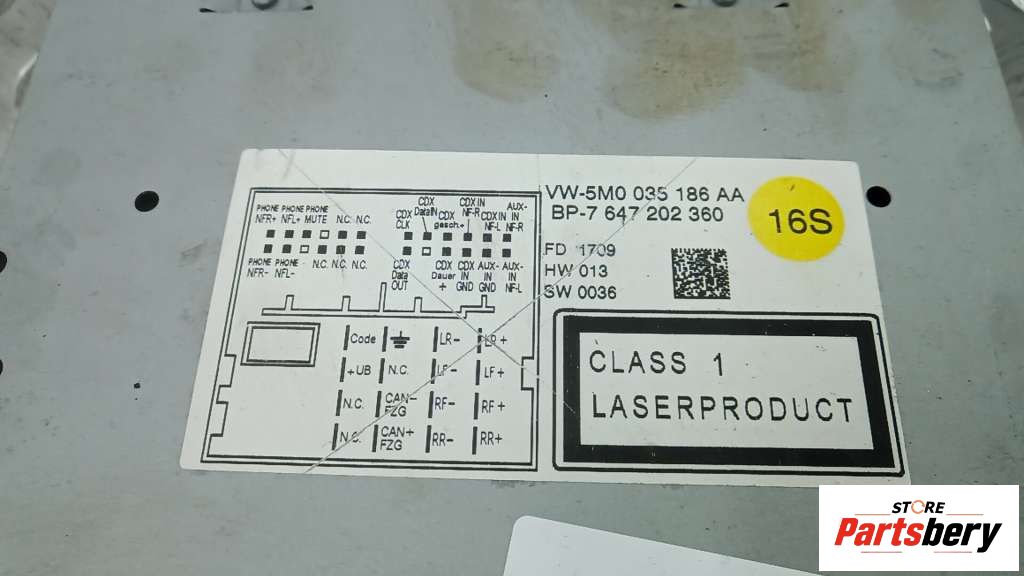 VW-5M0 035 186 AA
BP-7 647 202 360
16S
FD 1709
HW 013
SW 0036
PHONE PHONE PHONE
NFR+ NFL+ MUTE N.C. N.C.
PHONE PHONE
NFR- NFL- N.C. N.C. N.C.
CDX CLK
CDX DataIN
CDX gesch.+
CDX IN NF-R
CDX IN NF-L
AUX- IN NF-R
CDX Data OUT
CDX Dauer +
CDX IN GND
AUX- IN GND
AUX- IN NF-L
Code LR- LR+
+UB N.C. LF- LF+
N.C. CAN- FZG RF- RF+
N.C. CAN+ FZG RR- RR+
CLASS 1
LASERPRODUCT
STORE
Partsbery